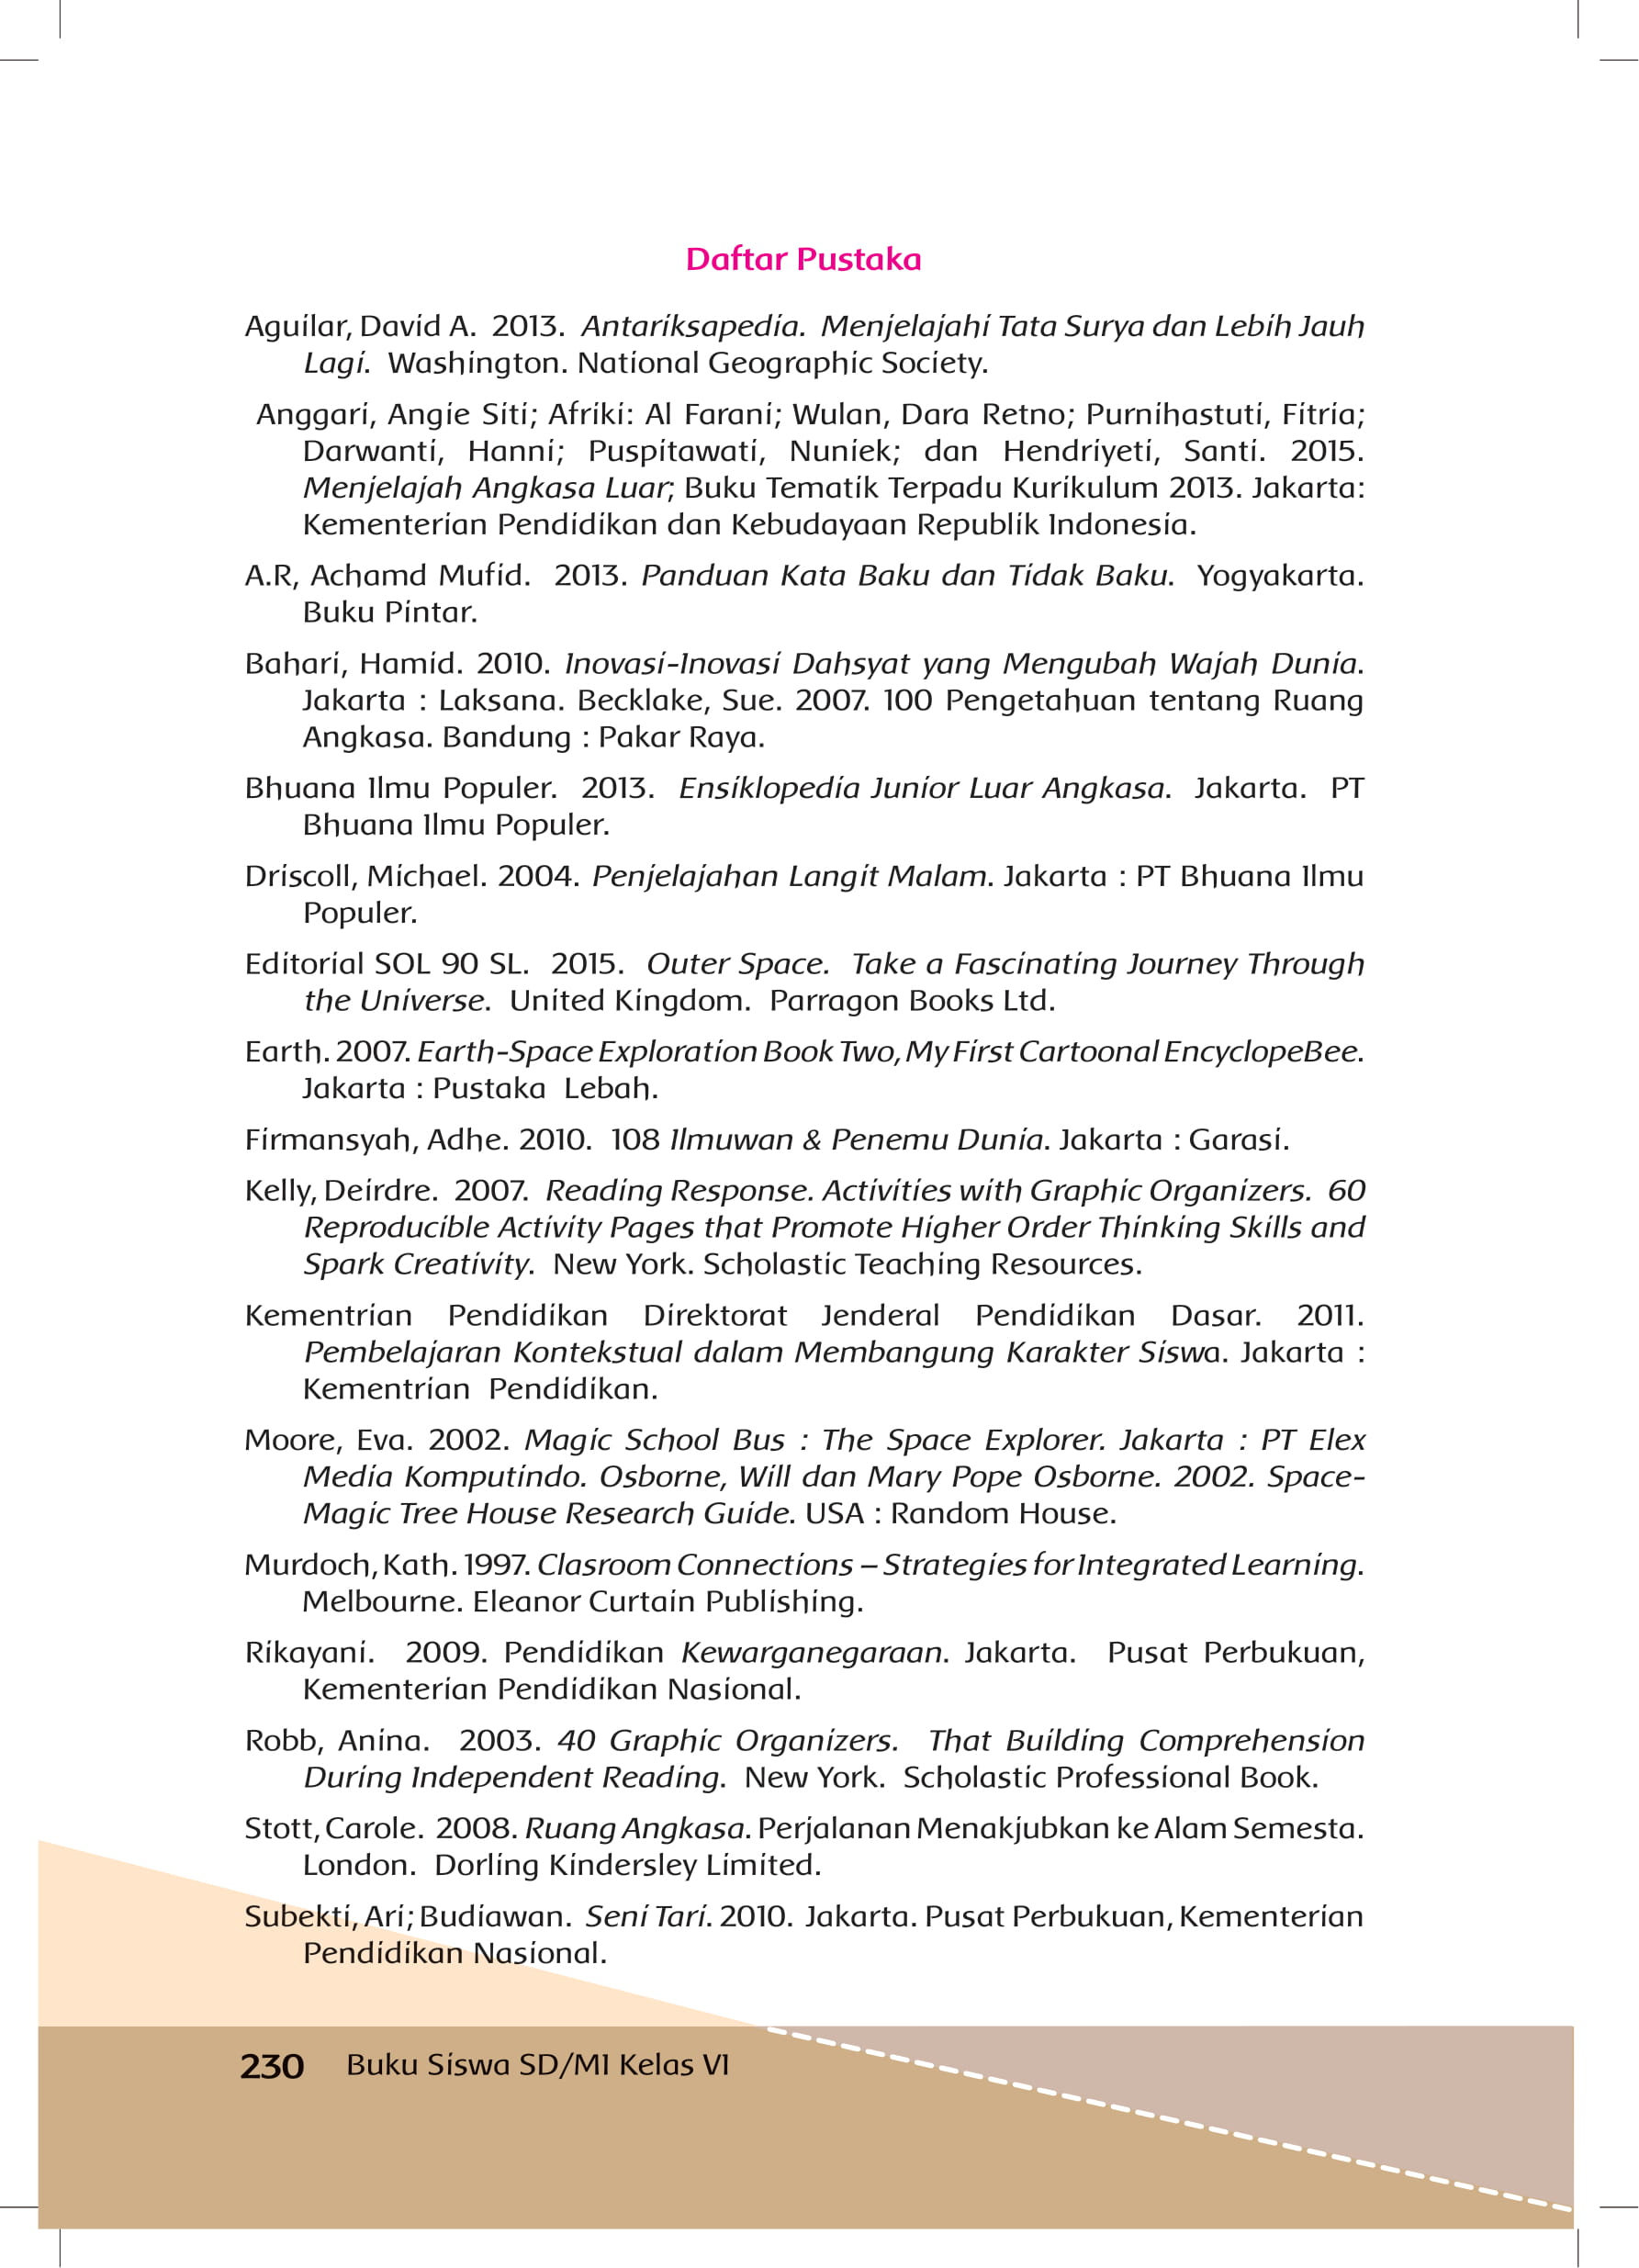 Daftar Pustaka
Aguilar, David A. 2013. Antariksapedia. Menjelajahi Tata Surya dan Lebih Jauh
Lagi. Washington. National Geographic Society.
Anggari, Angie Siti; Afriki: Al Farani; Wulan, Dara Retno; Purnihastuti, Fitria;
Darwanti, Hanni; Puspitawati, Nuniek; dan Hendriyeti, Santi. 2015.
Menjelajah Angkasa Luar; Buku Tematik Terpadu Kurikulum 2013. Jakarta:
Kementerian Pendidikan dan Kebudayaan Republik Indonesia.
A.R, Achamd Mufid. 2013. Panduan Kata Baku dan Tidak Baku. Yogyakarta.
Buku Pintar.
Bahari, Hamid. 2010. Inovasi-Inovasi Dahsyat yang Mengubah Wajah Dunia.
Jakarta : Laksana. Becklake, Sue. 2007. 100 Pengetahuan tentang Ruang
Angkasa. Bandung : Pakar Raya.
Bhuana Ilmu Populer. 2013. Ensiklopedia Junior Luar Angkasa. Jakarta. PT
Bhuana Ilmu Populer.
Driscoll, Michael. 2004. Penjelajahan Langit Malam. Jakarta : PT Bhuana Ilmu
Populer.
Editorial SOL 90 SL. 2015. Outer Space. Take a Fascinating Journey Through
the Universe. United Kingdom. Parragon Books Ltd.
Earth. 2007. Earth-Space Exploration Book Two, My First Cartoonal EncyclopeBee.
Jakarta : Pustaka Lebah.
Firmansyah, Adhe. 2010. 108 Ilmuwan & Penemu Dunia. Jakarta : Garasi.
Kelly, Deirdre. 2007. Reading Response. Activities with Graphic Organizers. 60
Reproducible Activity Pages that Promote Higher Order Thinking Skills and
Spark Creativity. New York. Scholastic Teaching Resources.
Kementrian Pendidikan Direktorat Jenderal Pendidikan Dasar. 2011.
Pembelajaran Kontekstual dalam Membangung Karakter Siswa. Jakarta :
Kementrian Pendidikan.
Moore, Eva. 2002. Magic School Bus : The Space Explorer. Jakarta : PT Elex
Media Komputindo. Osborne, Will dan Mary Pope Osborne. 2002. Space-
Magic Tree House Research Guide. USA : Random House.
Murdoch, Kath. 1997. Clasroom Connections – Strategies for Integrated Learning.
Melbourne. Eleanor Curtain Publishing.
Rikayani. 2009. Pendidikan Kewarganegaraan. Jakarta. Pusat Perbukuan,
Kementerian Pendidikan Nasional.
Robb, Anina. 2003. 40 Graphic Organizers. That Building Comprehension
During Independent Reading. New York. Scholastic Professional Book.
Stott, Carole. 2008. Ruang Angkasa. Perjalanan Menakjubkan ke Alam Semesta.
London. Dorling Kindersley Limited.
Subekti, Ari; Budiawan. Seni Tari. 2010. Jakarta. Pusat Perbukuan, Kementerian
Pendidikan Nasional.
230 Buku Siswa SD/MI Kelas VI